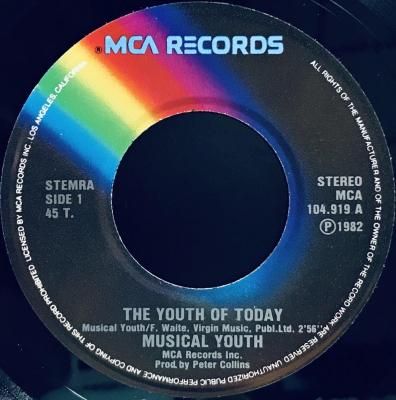 ® MCA RECORDS
STEMRA
SIDE 1
45 T.
STEREO
MCA
104.919 A
Ⓟ 1982
THE YOUTH OF TODAY
Musical Youth/F, Waite, Virgin Music, Publ.Ltd. 2'56"
MUSICAL YOUTH
MCA Records Inc.
Prod. by Peter Collins
ALL RIGHTS OF THE MANUFACTURER AND OF THE OWNER OF THE RECORD WORK RESERVED UNAUTHORIZED PUBLIC PERFORMANCE AND COPYING OF THIS RECORD PROHIBITED LICENSED BY MCA RECORDS INC. LOS ANGELES, CALIFORNIA